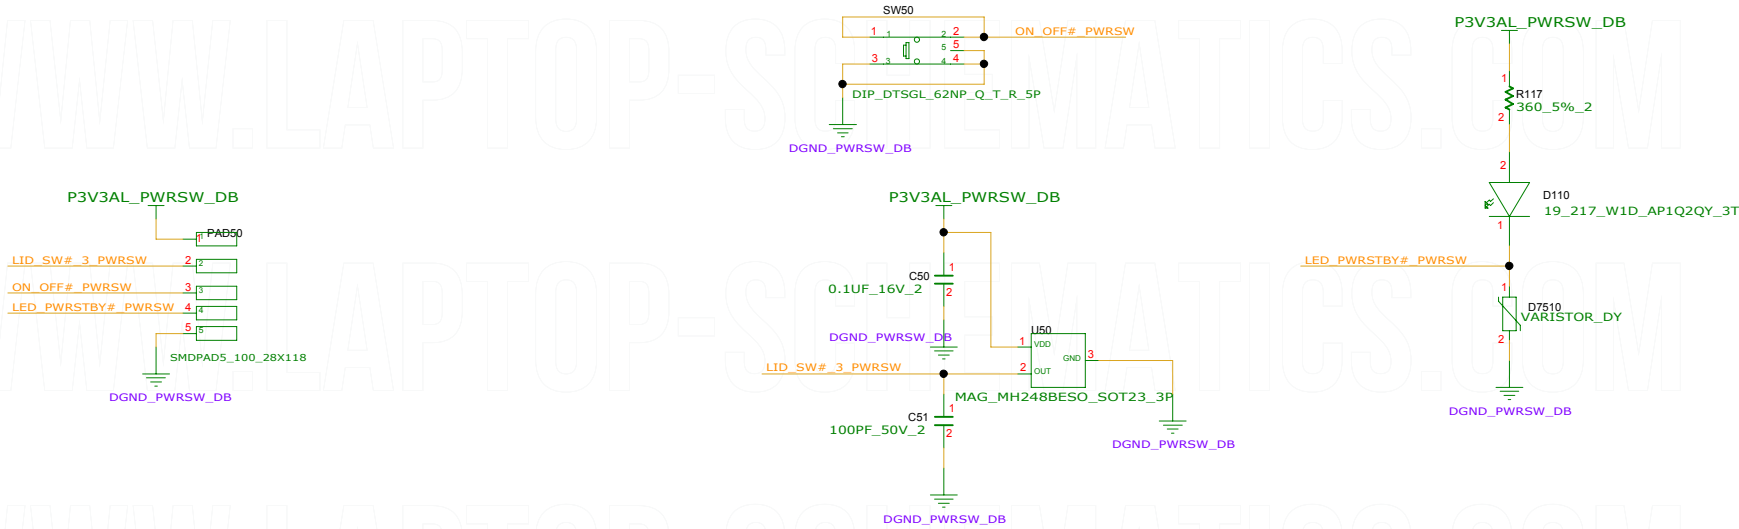 WWW.LAPTOP-SCHEMATICS.COM
SW50
1 1 2 2
5 5
3 3 4 4
ON_OFF#_PWRSW
DIP_DTSGL_62NP_Q_T_R_5P
DGND_PWRSW_DB
P3V3AL_PWRSW_DB
1
R117
360_5%_2
2
2
D110
19_217_W1D_AP1Q2QY_3T
1
LED_PWRSTBY#_PWRSW
1
D7510
VARISTOR_DY
2
DGND_PWRSW_DB
P3V3AL_PWRSW_DB
1 PAD50
LID_SW#_3_PWRSW 2 2
ON_OFF#_PWRSW 3 3
LED_PWRSTBY#_PWRSW 4 4
5 5
SMDPAD5_100_28X118
DGND_PWRSW_DB
P3V3AL_PWRSW_DB
1
C50
0.1UF_16V_2
2
DGND_PWRSW_DB
U50
1 VDD
GND 3
LID_SW#_3_PWRSW
2 OUT
MAG_MH248BESO_SOT23_3P
1
C51
100PF_50V_2
2
DGND_PWRSW_DB
DGND_PWRSW_DB
WWW.LAPTOP-SCHEMATICS.COM